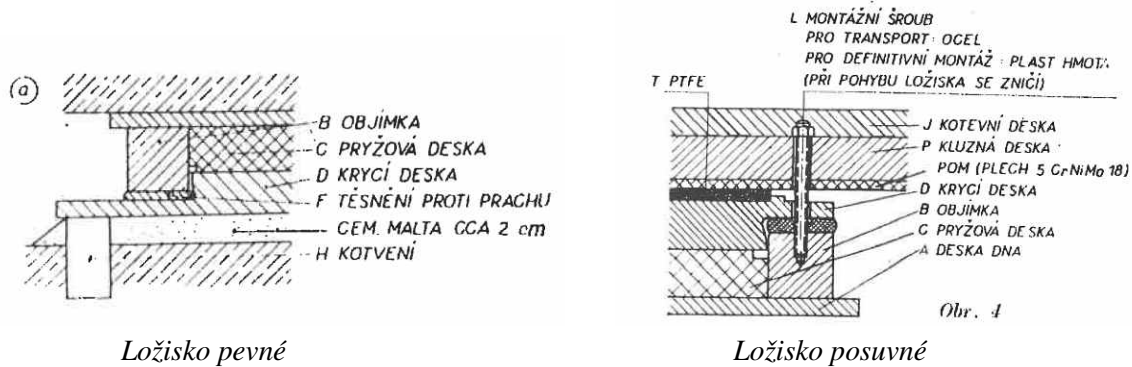 a
B OBJÍMKA
C PRYŽOVÁ DESKA
D KRYCÍ DESKA
F TĚSNĚNÍ PROTI PRACHU
CEM. MALTA CCA 2 cm
H KOTVENÍ
Ložisko pevné
L MONTÁŽNÍ ŠROUB
PRO TRANSPORT: OCEL
PRO DEFINITIVNÍ MONTÁŽ: PLAST HMOTA
(PŘI POHYBU LOŽISKA SE ZNIČÍ)
T PTFE
J KOTEVNÍ DESKA
P KLUZNÁ DESKA
POM (PLECH 5 CrNiMo 18)
D KRYCÍ DESKA
B OBJÍMKA
C PRYŽOVÁ DESKA
A DESKA DNA
Obr. 4
Ložisko posuvné